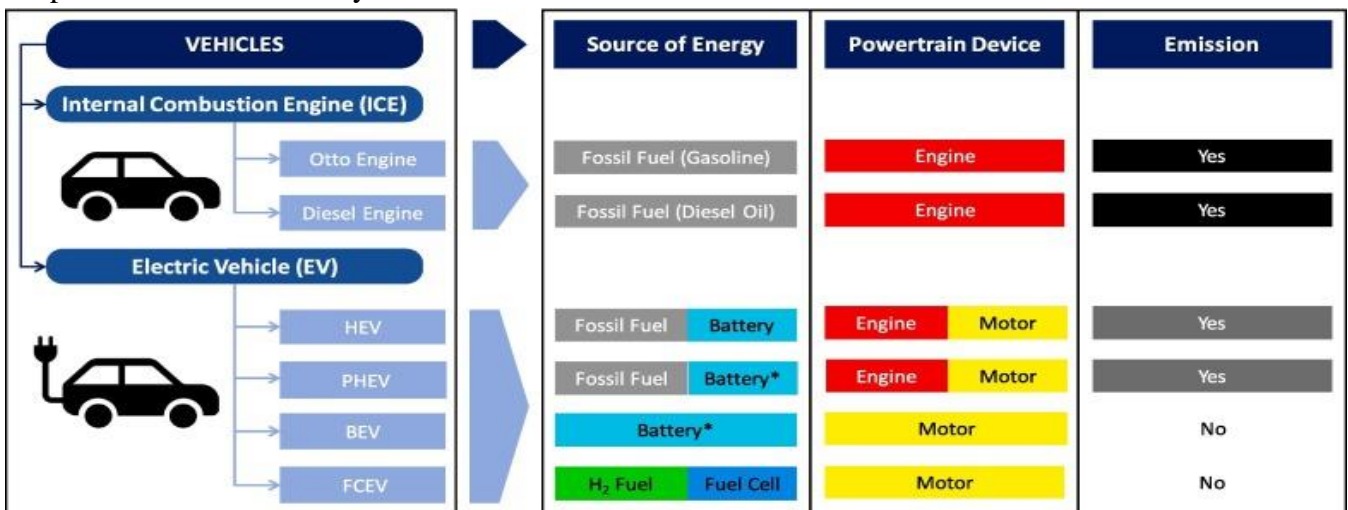 VEHICLES Source of Energy Powertrain Device Emission
Internal Combustion Engine (ICE)
Otto Engine Fossil Fuel (Gasoline) Engine Yes
Diesel Engine Fossil Fuel (Diesel Oil) Engine Yes
Electric Vehicle (EV)
HEV Fossil Fuel Battery Engine Motor Yes
PHEV Fossil Fuel Battery* Engine Motor Yes
BEV Battery* Motor No
FCEV H₂ Fuel Fuel Cell Motor No